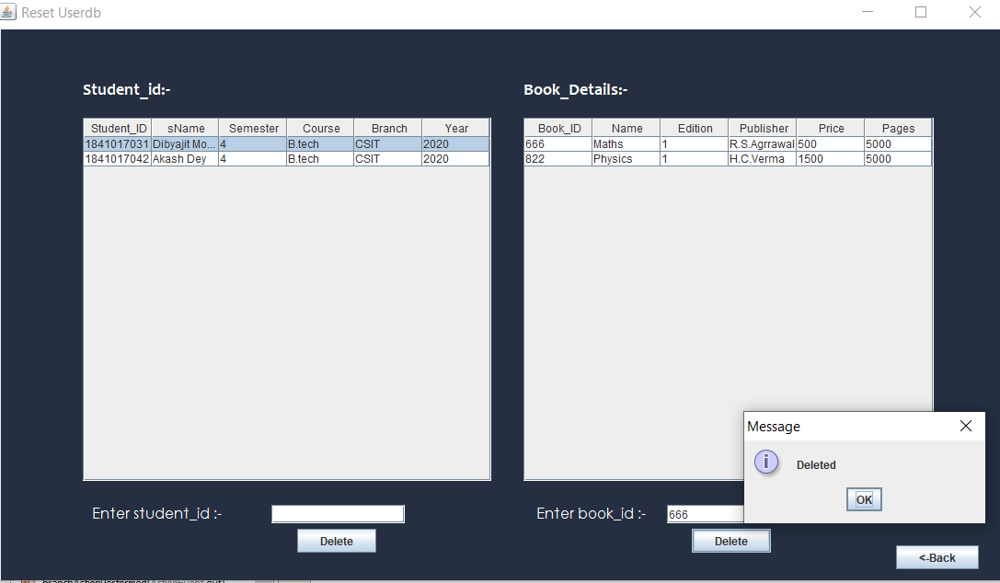 Reset Userdb
Student_id:-
Student_ID sName Semester Course Branch Year
1841017031 Dibyajit Mo... 4 B.tech CSIT 2020
1841017042 Akash Dey 4 B.tech CSIT 2020
Book_Details:-
Book_ID Name Edition Publisher Price Pages
666 Maths 1 R.S.Agrrawal 500 5000
822 Physics 1 H.C.Verma 1500 5000
Message
i Deleted
OK
Enter student_id :-
Delete
Enter book_id :- 666
Delete
<-Back